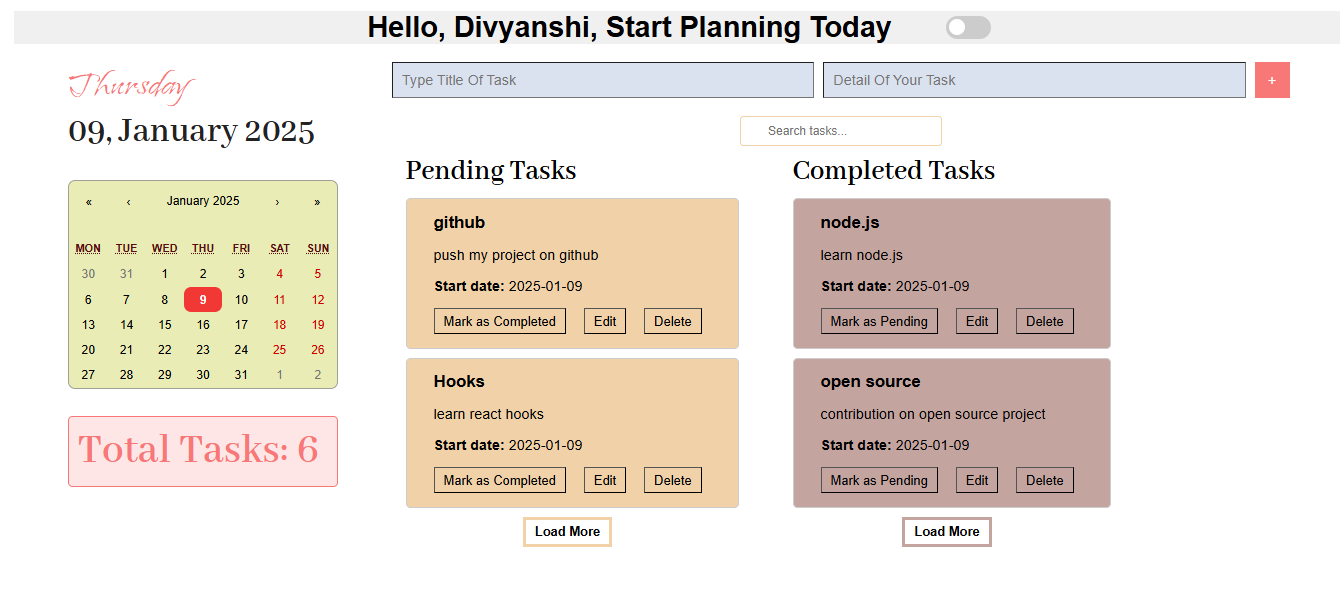 Hello, Divyanshi, Start Planning Today
Thursday
09, January 2025
Type Title Of Task
Detail Of Your Task
+
Search tasks...
« ‹ January 2025 › »
MON TUE WED THU FRI SAT SUN
30 31 1 2 3 4 5
6 7 8 9 10 11 12
13 14 15 16 17 18 19
20 21 22 23 24 25 26
27 28 29 30 31 1 2
Total Tasks: 6
Pending Tasks
github
push my project on github
Start date: 2025-01-09
Mark as Completed Edit Delete
Hooks
learn react hooks
Start date: 2025-01-09
Mark as Completed Edit Delete
Load More
Completed Tasks
node.js
learn node.js
Start date: 2025-01-09
Mark as Pending Edit Delete
open source
contribution on open source project
Start date: 2025-01-09
Mark as Pending Edit Delete
Load More